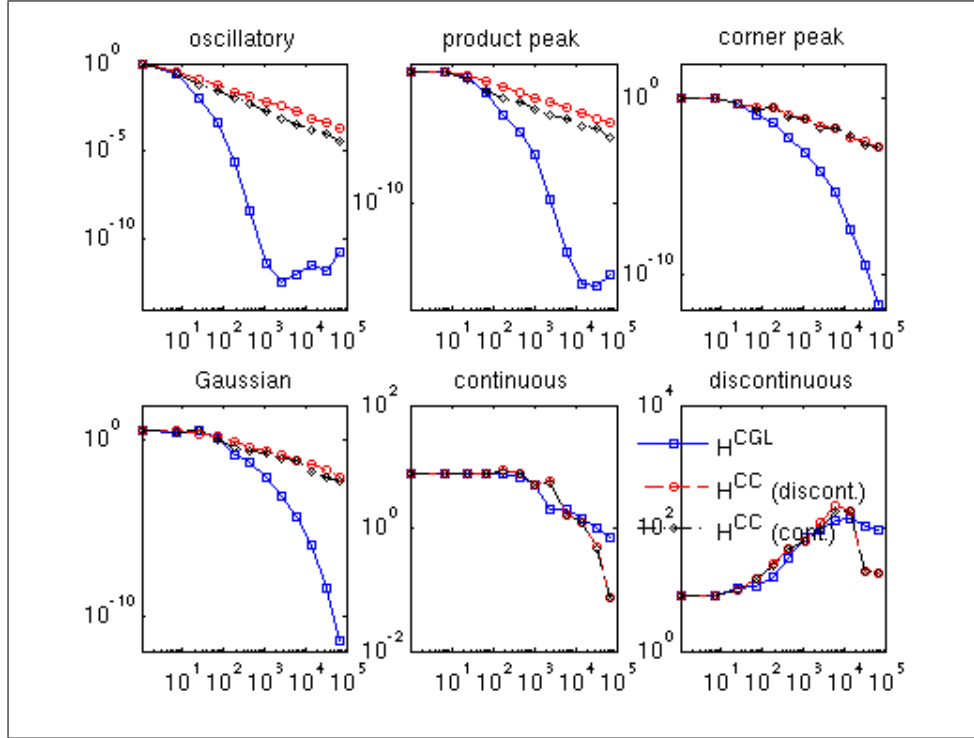 oscillatory
product peak
corner peak
10^0
10^-5
10^-10
10^-10
10^0
10^-10
10^1 10^2 10^3 10^4 10^5
10^1 10^2 10^3 10^4 10^5
10^1 10^2 10^3 10^4 10^5
Gaussian
continuous
discontinuous
10^0
10^-10
10^2
10^0
10^-2
10^4
10^2
10^0
H^CGL
H^CC (discont.)
H^CC (cont.)
10^1 10^2 10^3 10^4 10^5
10^1 10^2 10^3 10^4 10^5
10^1 10^2 10^3 10^4 10^5